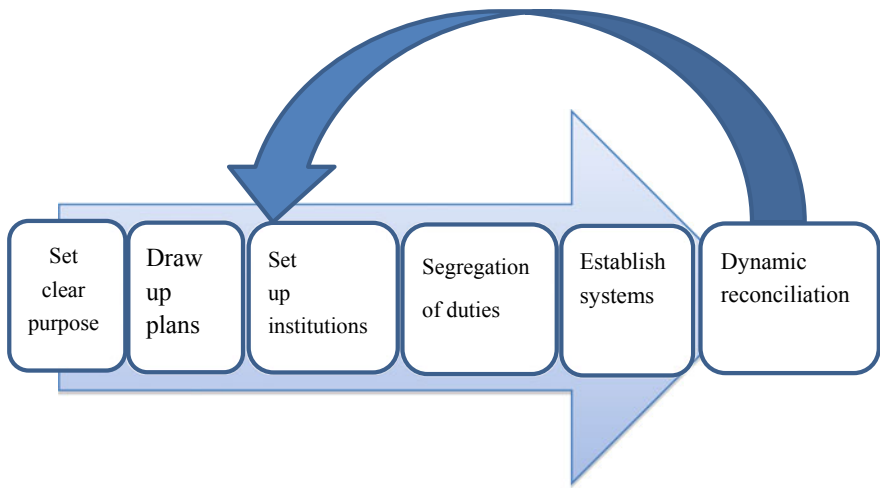 Set
clear
purpose
Draw
up
plans
Set
up
institutions
Segregation
of duties
Establish
systems
Dynamic
reconciliation